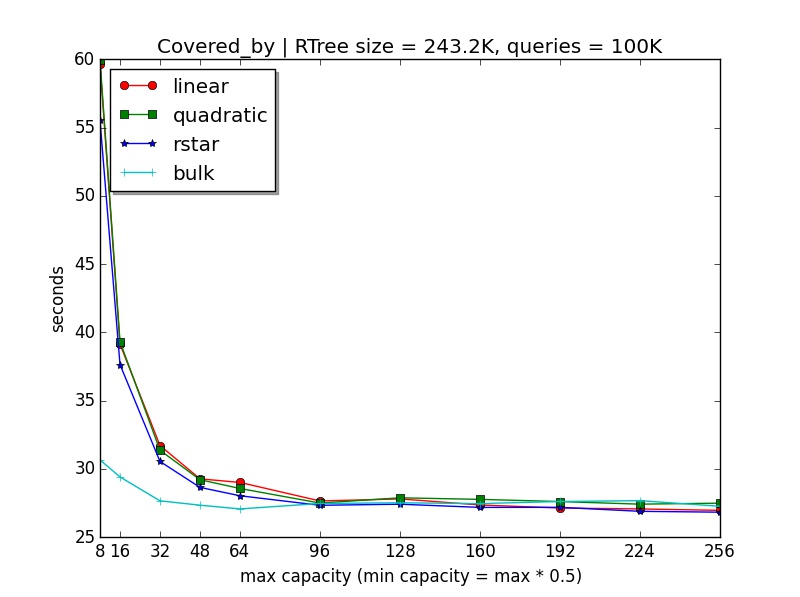 Covered_by | RTree size = 243.2K, queries = 100K
linear
quadratic
rstar
bulk
60
55
50
45
40
35
30
25
seconds
8 16 32 48 64 96 128 160 192 224 256
max capacity (min capacity = max * 0.5)